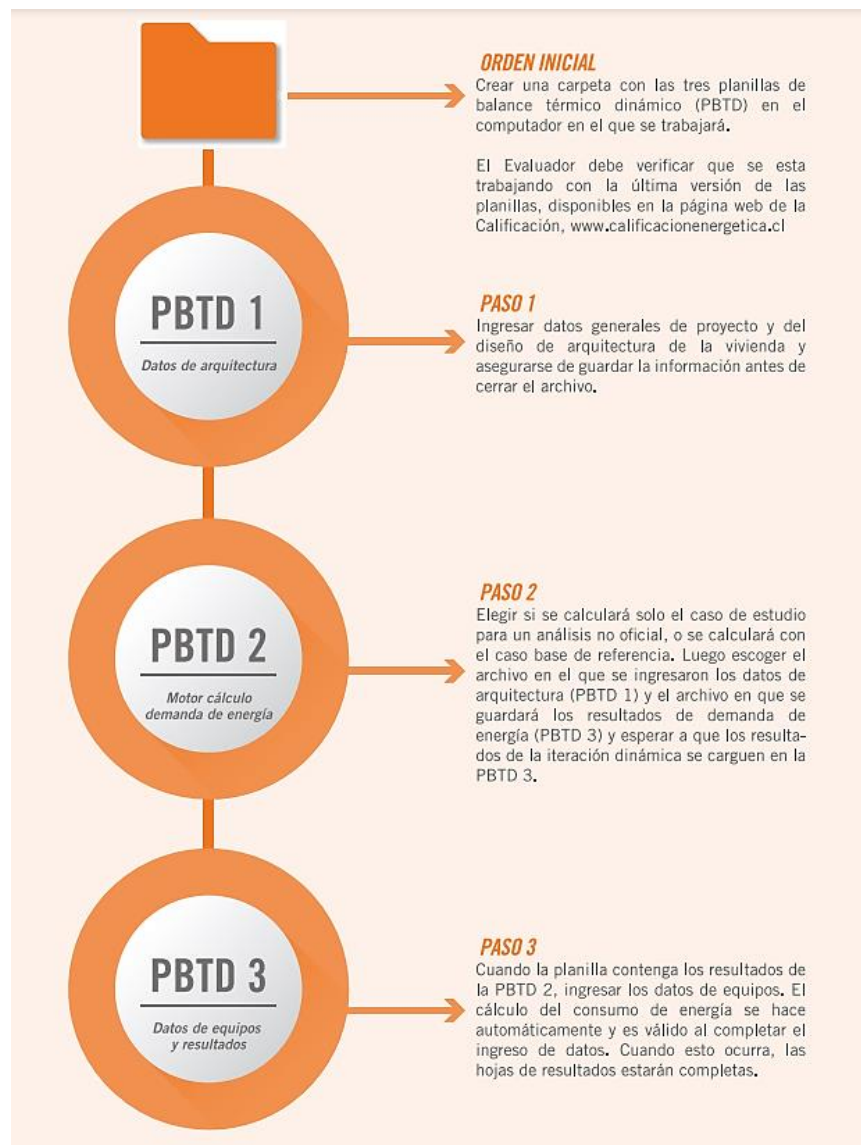 ORDEN INICIAL
Crear una carpeta con las tres planillas de
balance térmico dinámico (PBTD) en el
computador en el que se trabajará.
El Evaluador debe verificar que se esta
trabajando con la última versión de las
planillas, disponibles en la página web de la
Calificación, www.calificacionenergetica.cl
PBTD 1
Datos de arquitectura
PASO 1
Ingresar datos generales de proyecto y del
diseño de arquitectura de la vivienda y
asegurarse de guardar la información antes de
cerrar el archivo.
PBTD 2
Motor cálculo
demanda de energía
PASO 2
Elegir si se calculará solo el caso de estudio
para un análisis no oficial, o se calculará con
el caso base de referencia. Luego escoger el
archivo en el que se ingresaron los datos de
arquitectura (PBTD 1) y el archivo en que se
guardará los resultados de demanda de
energía (PBTD 3) y esperar a que los resulta-
dos de la iteración dinámica se carguen en la
PBTD 3.
PBTD 3
Datos de equipos
y resultados
PASO 3
Cuando la planilla contenga los resultados de
la PBTD 2, ingresar los datos de equipos. El
cálculo del consumo de energía se hace
automáticamente y es válido al completar el
ingreso de datos. Cuando esto ocurra, las
hojas de resultados estarán completas.